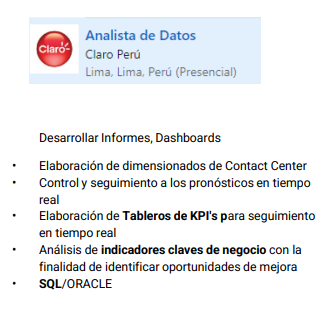 Claro
Analista de Datos
Claro Perú
Lima, Lima, Perú (Presencial)
Desarrollar Informes, Dashboards
• Elaboración de dimensionados de Contact Center
• Control y seguimiento a los pronósticos en tiempo
real
• Elaboración de Tableros de KPI's para seguimiento
en tiempo real
• Análisis de indicadores claves de negocio con la
finalidad de identificar oportunidades de mejora
• SQL/ORACLE